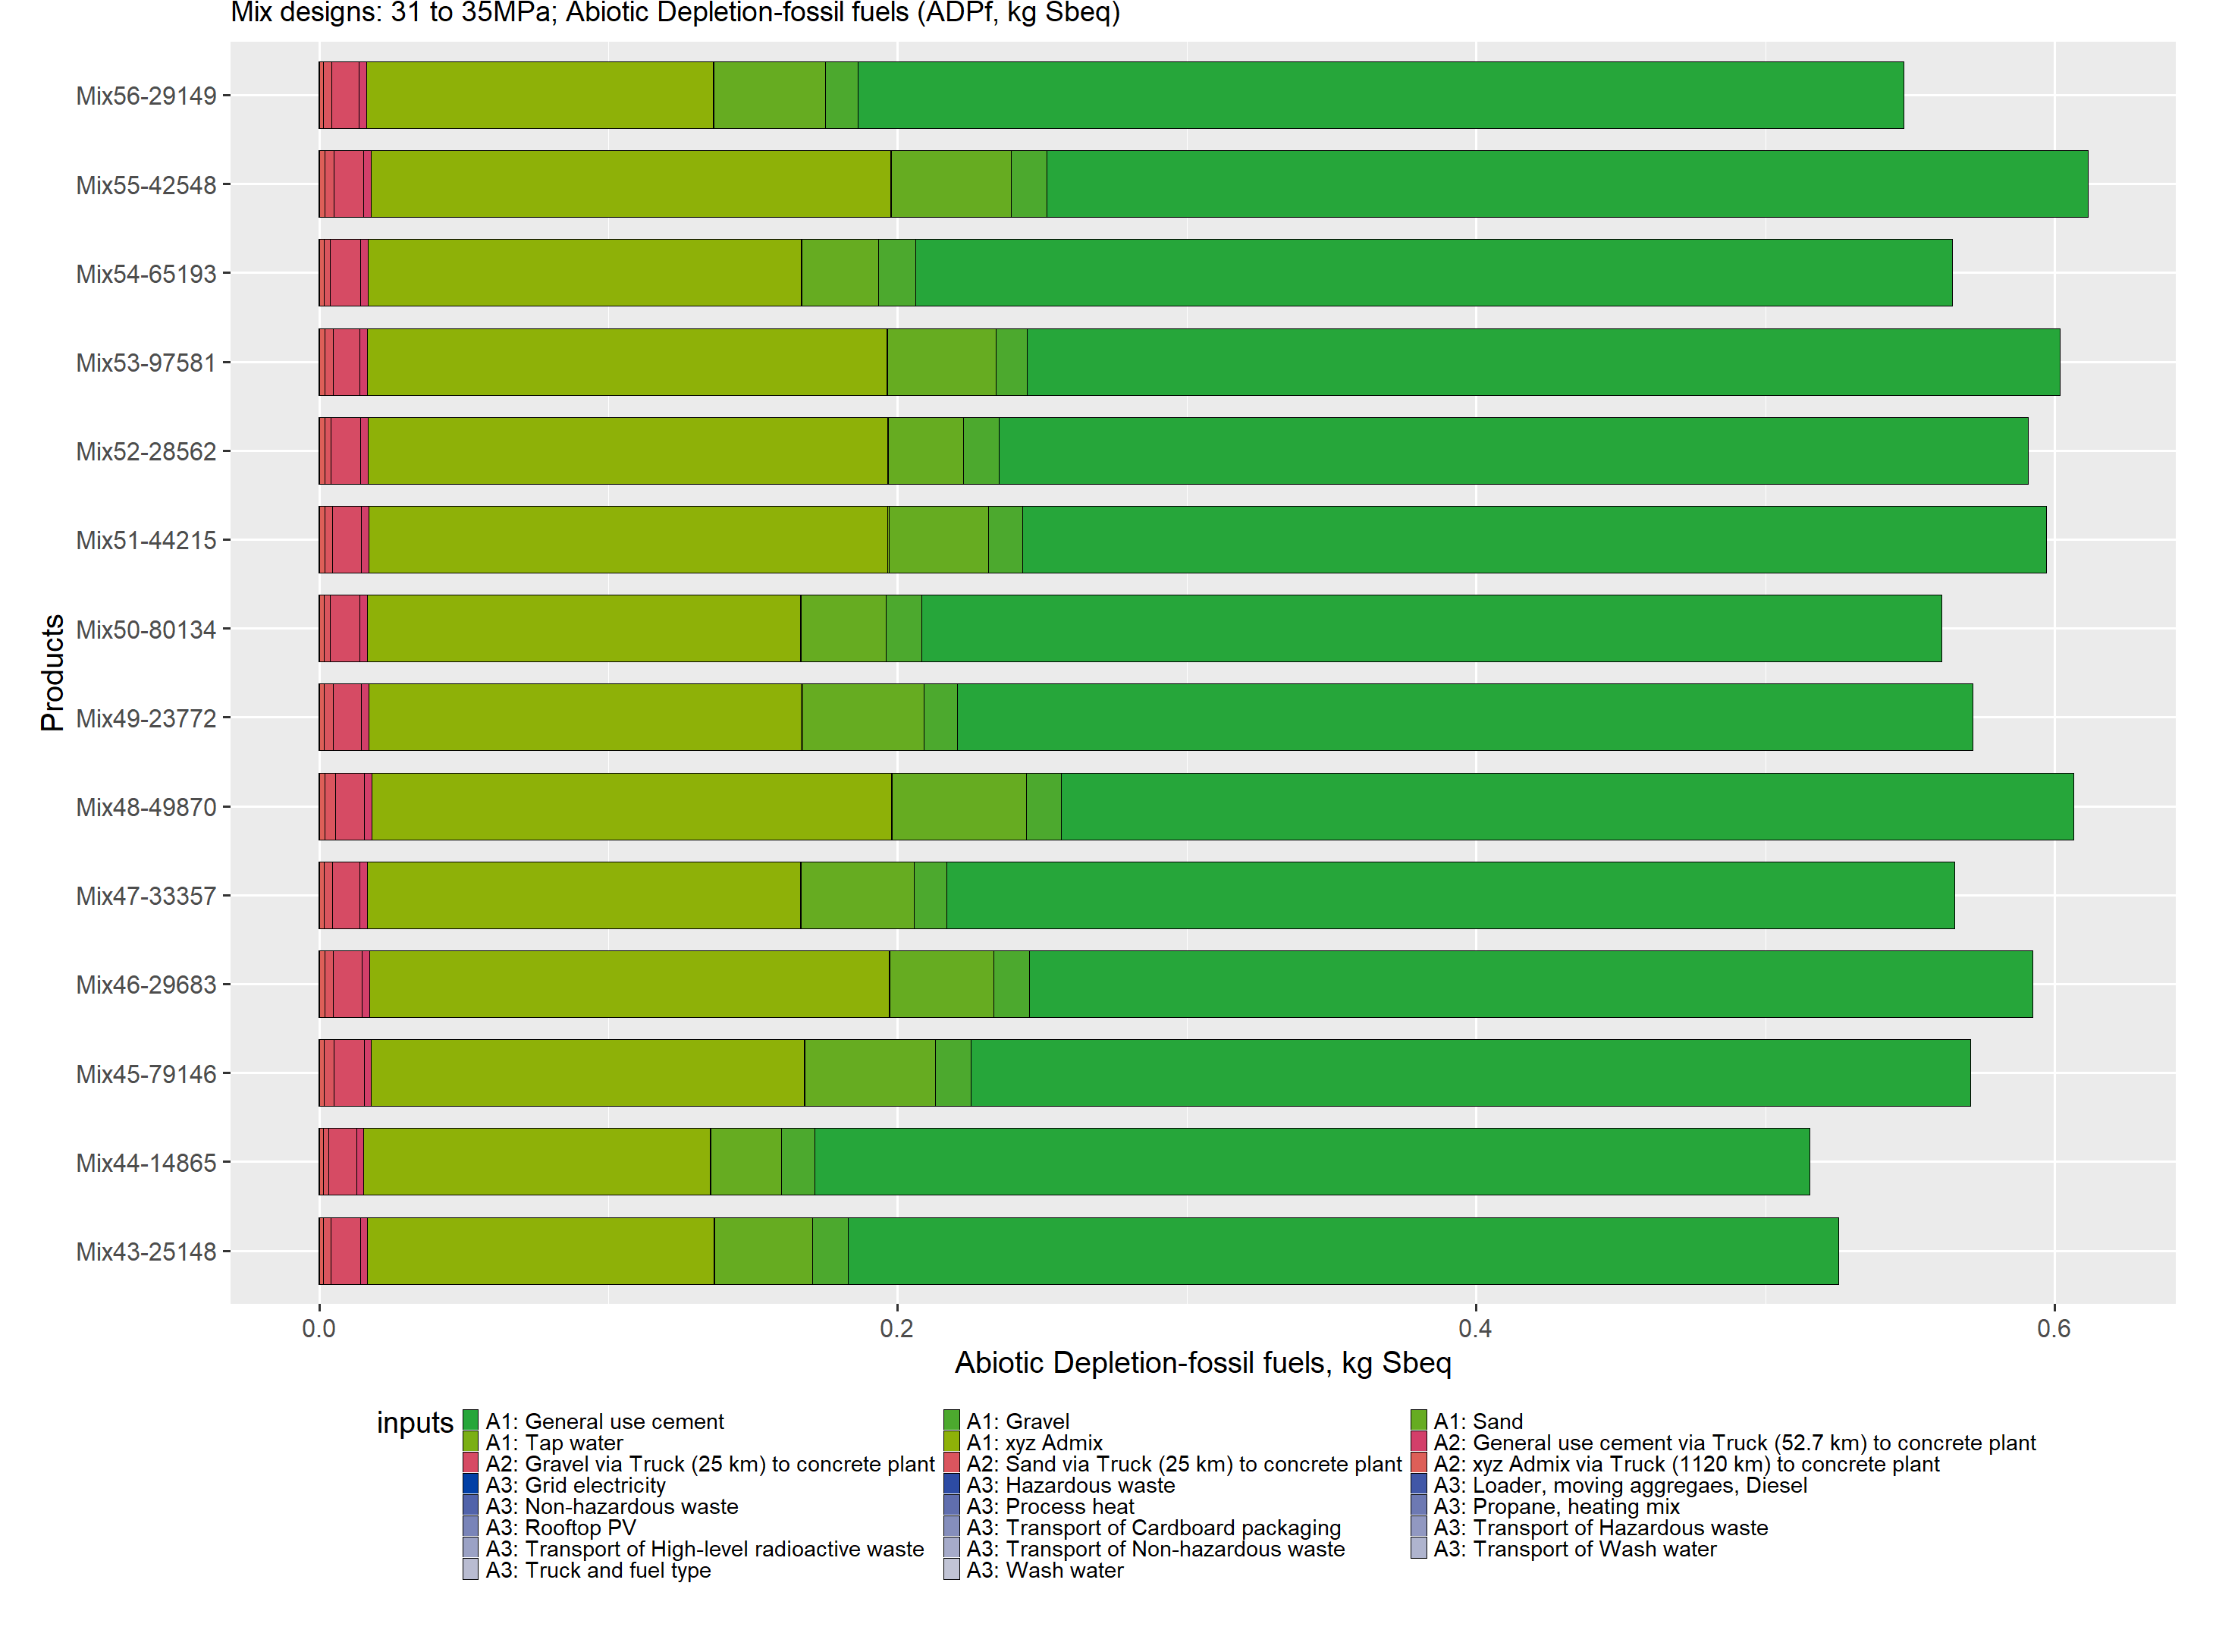 Mix designs: 31 to 35MPa; Abiotic Depletion-fossil fuels (ADPf, kg Sbeq)
Mix56-29149
Mix55-42548
Mix54-65193
Mix53-97581
Mix52-28562
Mix51-44215
Mix50-80134
Mix49-23772
Mix48-49870
Mix47-33357
Mix46-29683
Mix45-79146
Mix44-14865
Mix43-25148
Products
0.0 0.2 0.4 0.6
Abiotic Depletion-fossil fuels, kg Sbeq
inputs
A1: General use cement A1: Gravel A1: Sand
A1: Tap water A1: xyz Admix A2: General use cement via Truck (52.7 km) to concrete plant
A2: Gravel via Truck (25 km) to concrete plant A2: Sand via Truck (25 km) to concrete plant A2: xyz Admix via Truck (1120 km) to concrete plant
A3: Grid electricity A3: Hazardous waste A3: Loader, moving aggregaes, Diesel
A3: Non-hazardous waste A3: Process heat A3: Propane, heating mix
A3: Rooftop PV A3: Transport of Cardboard packaging A3: Transport of Hazardous waste
A3: Transport of High-level radioactive waste A3: Transport of Non-hazardous waste A3: Transport of Wash water
A3: Truck and fuel type A3: Wash water